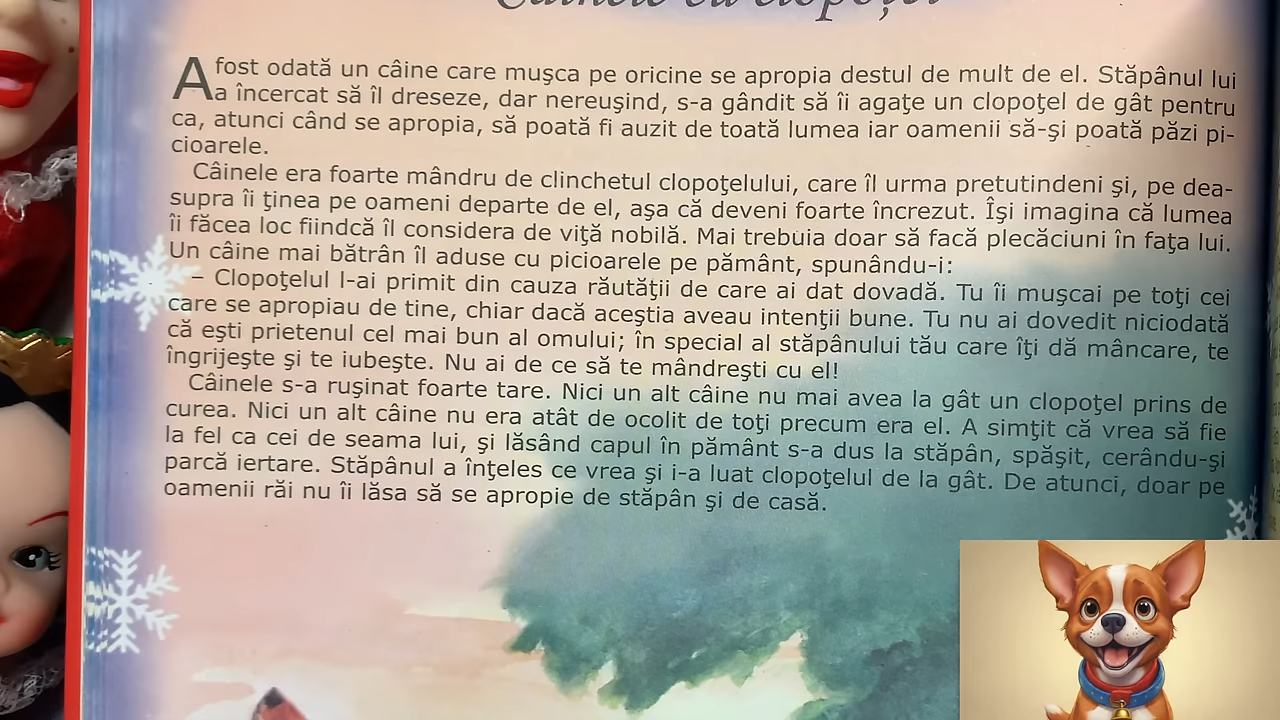 Câinele cu clopoţel
A fost odată un câine care muşca pe oricine se apropia destul de mult de el. Stăpânul lui
a încercat să îl dreseze, dar nereuşind, s-a gândit să îi agaţe un clopoţel de gât pentru
ca, atunci când se apropia, să poată fi auzit de toată lumea iar oamenii să-şi poată păzi pi-
cioarele.
Câinele era foarte mândru de clinchetul clopoţelului, care îl urma pretutindeni şi, pe dea-
supra îi ţinea pe oameni departe de el, aşa că deveni foarte încrezut. Îşi imagina că lumea
îi făcea loc fiindcă îl considera de viţă nobilă. Mai trebuia doar să facă plecăciuni în faţa lui.
Un câine mai bătrân îl aduse cu picioarele pe pământ, spunându-i:
– Clopoţelul l-ai primit din cauza răutăţii de care ai dat dovadă. Tu îi muşcai pe toţi cei
care se apropiau de tine, chiar dacă aceştia aveau intenţii bune. Tu nu ai dovedit niciodată
că eşti prietenul cel mai bun al omului; în special al stăpânului tău care îţi dă mâncare, te
îngrijeşte şi te iubeşte. Nu ai de ce să te mândreşti cu el!
Câinele s-a ruşinat foarte tare. Nici un alt câine nu mai avea la gât un clopoţel prins de
curea. Nici un alt câine nu era atât de ocolit de toţi precum era el. A simţit că vrea să fie
la fel ca cei de seama lui, şi lăsând capul în pământ s-a dus la stăpân, spăşit, cerându-şi
parcă iertare. Stăpânul a înţeles ce vrea şi i-a luat clopoţelul de la gât. De atunci, doar pe
oamenii răi nu îi lăsa să se apropie de stăpân şi de casă.